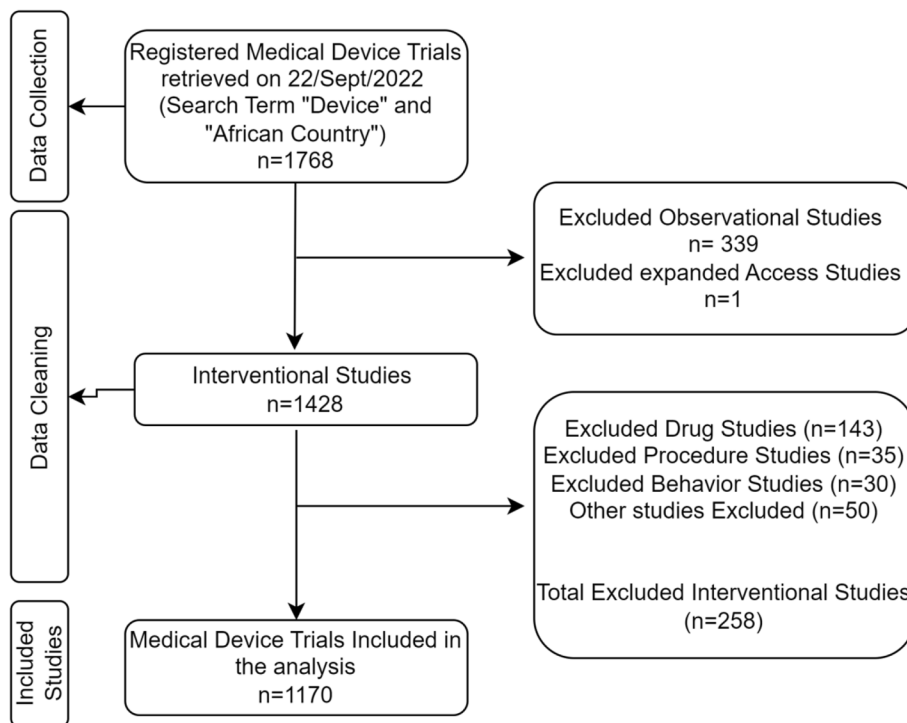 Data Collection
Registered Medical Device Trials
retrieved on 22/Sept/2022
(Search Term "Device" and
"African Country")
n=1768
Excluded Observational Studies
n= 339
Excluded expanded Access Studies
n=1
Data Cleaning
Interventional Studies
n=1428
Excluded Drug Studies (n=143)
Excluded Procedure Studies (n=35)
Excluded Behavior Studies (n=30)
Other studies Excluded (n=50)
Total Excluded Interventional Studies
(n=258)
Included
Studies
Medical Device Trials Included in
the analysis
n=1170